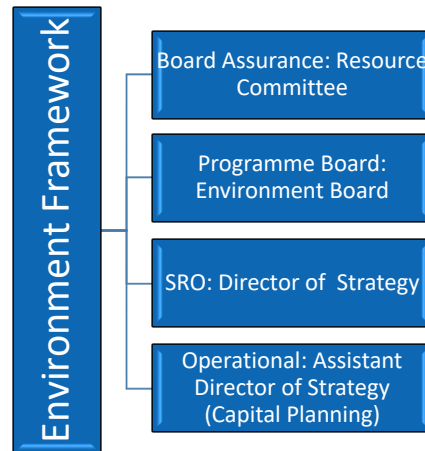 Environment Framework
Board Assurance: Resource
Committee
Programme Board:
Environment Board
SRO: Director of Strategy
Operational: Assistant
Director of Strategy
(Capital Planning)